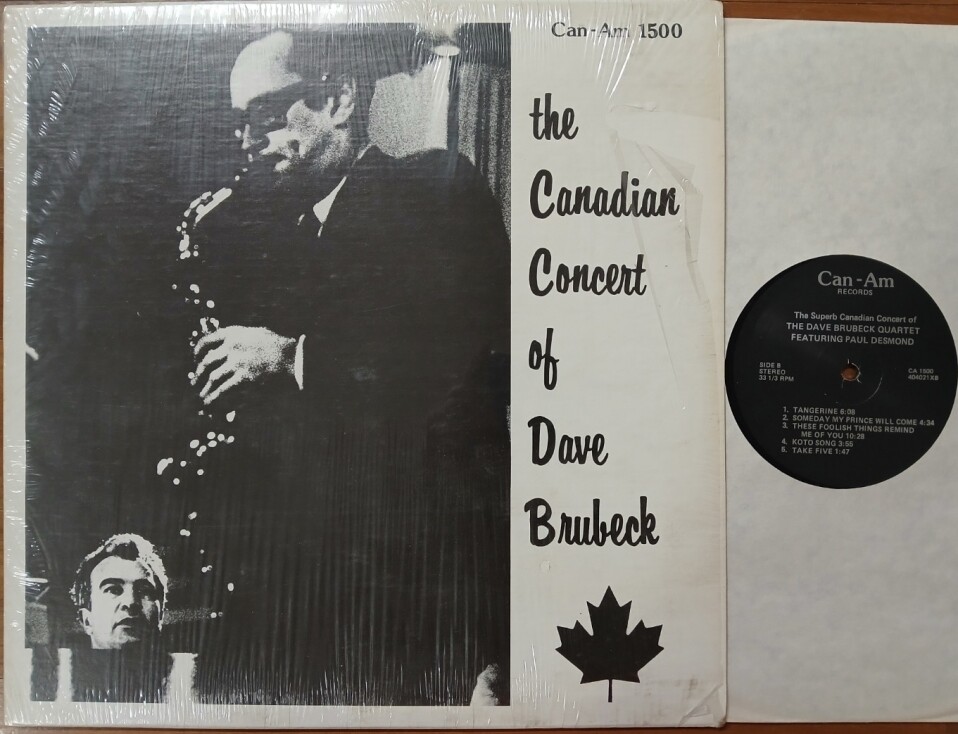 Can-Am 1500
the
Canadian
Concert
of
Dave
Brubeck
Can-Am
RECORDS
The Superb Canadian Concert of
THE DAVE BRUBECK QUARTET
FEATURING PAUL DESMOND
SIDE B
STEREO
33 1/3 RPM
CA 1500
404021XB
1. TANGERINE 6:08
2. SOMEDAY MY PRINCE WILL COME 4:34
3. THESE FOOLISH THINGS REMIND
ME OF YOU 10:28
4. KOTO SONG 3:55
5. TAKE FIVE 1:47